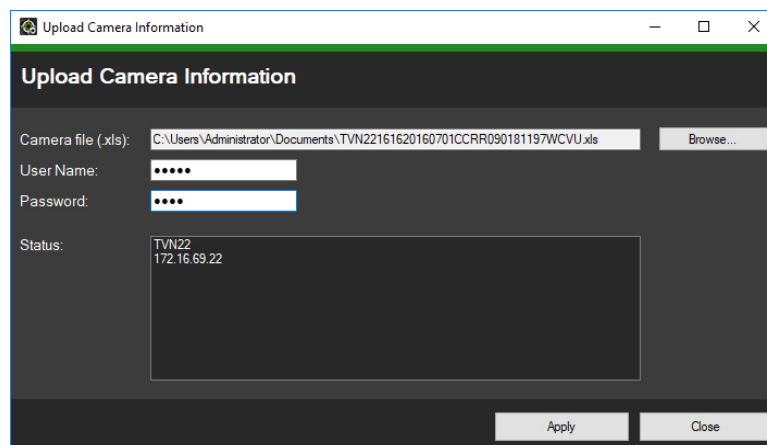 Upload Camera Information
Upload Camera Information
Camera file (.xls): C:\Users\Administrator\Documents\TVN22161620160701CCRR090181197WCVU.xls Browse...
User Name: •••••
Password: ••••
Status: TVN22
172.16.69.22
Apply Close